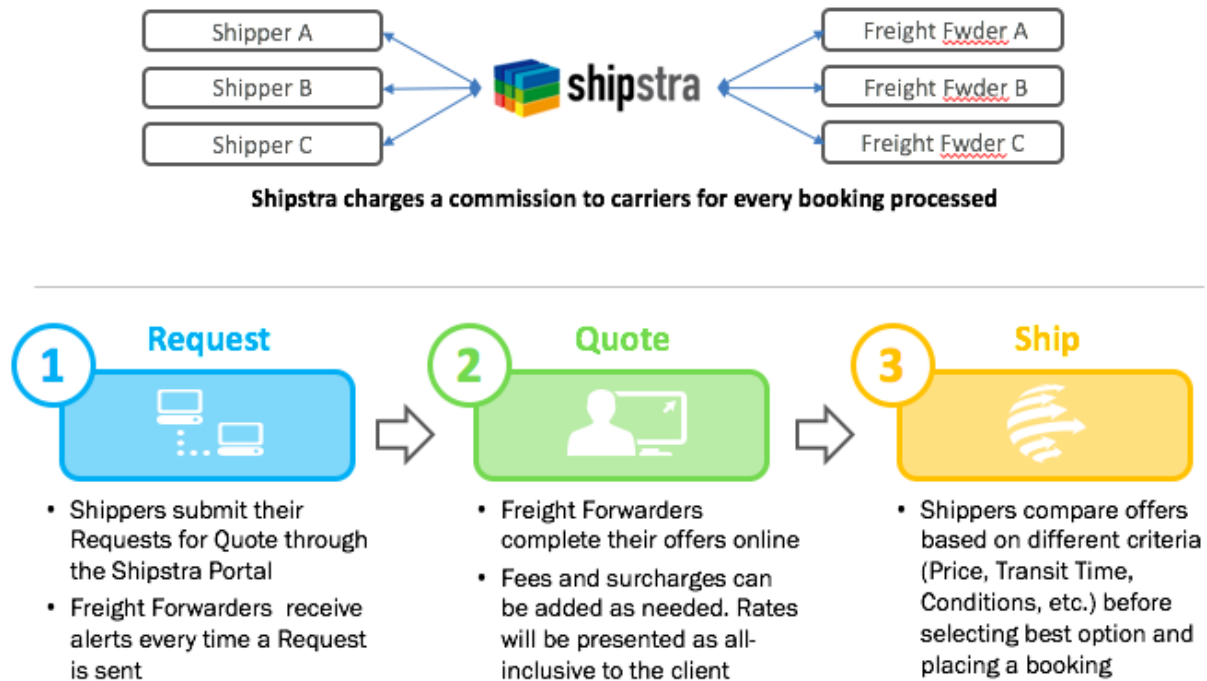 Shipper A
Shipper B
Shipper C
shipstra
Freight Fwder A
Freight Fwder B
Freight Fwder C
Shipstra charges a commission to carriers for every booking processed
1
Request
• Shippers submit their
Requests for Quote through
the Shipstra Portal
• Freight Forwarders receive
alerts every time a Request
is sent
2
Quote
• Freight Forwarders
complete their offers online
• Fees and surcharges can
be added as needed. Rates
will be presented as all-
inclusive to the client
3
Ship
• Shippers compare offers
based on different criteria
(Price, Transit Time,
Conditions, etc.) before
selecting best option and
placing a booking